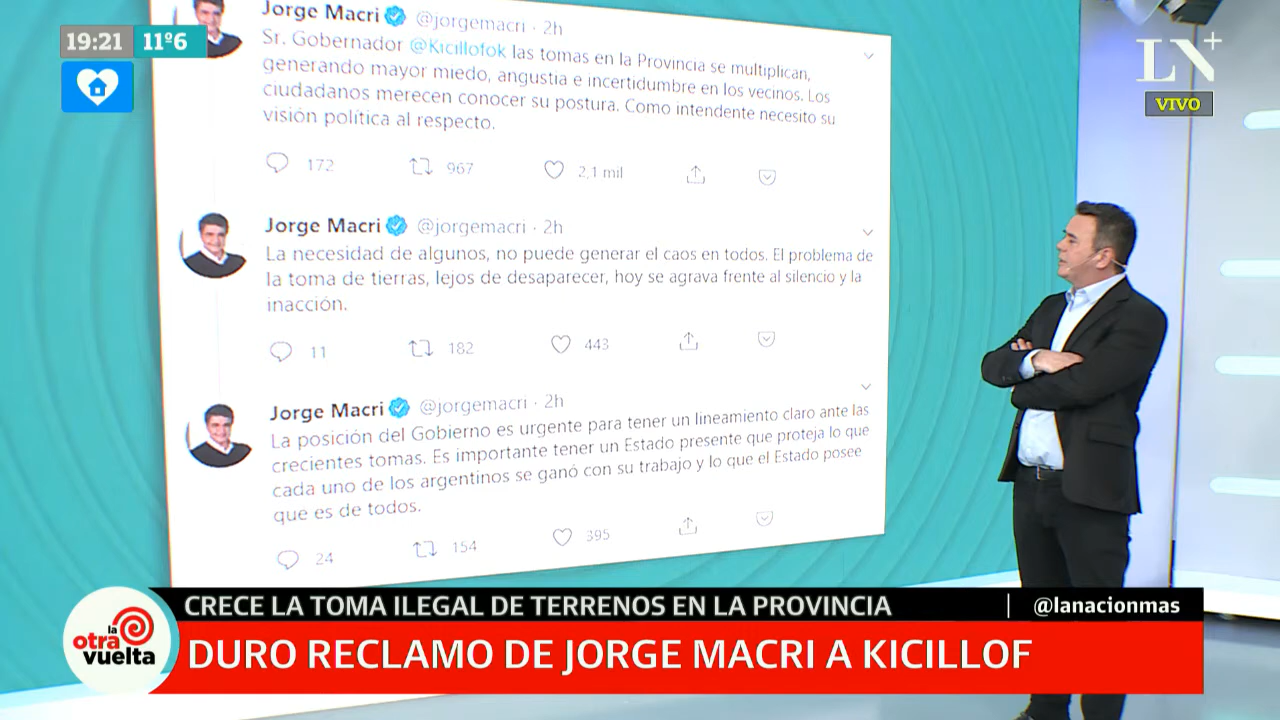 19:21 11º6
LN+
VIVO
Jorge Macri @jorgemacri · 2h
Sr. Gobernador @Kicillofok las tomas en la Provincia se multiplican,
generando mayor miedo, angustia e incertidumbre en los vecinos. Los
ciudadanos merecen conocer su postura. Como intendente necesito su
visión política al respecto.
172 967 2,1 mil
Jorge Macri @jorgemacri · 2h
La necesidad de algunos, no puede generar el caos en todos. El problema de
la toma de tierras, lejos de desaparecer, hoy se agrava frente al silencio y la
inacción.
11 182 443
Jorge Macri @jorgemacri · 2h
La posición del Gobierno es urgente para tener un lineamiento claro ante las
crecientes tomas. Es importante tener un Estado presente que proteja lo que
cada uno de los argentinos se ganó con su trabajo y lo que el Estado posee
que es de todos.
24 154 395
la
otra
vuelta
CRECE LA TOMA ILEGAL DE TERRENOS EN LA PROVINCIA
@lanacionmas
DURO RECLAMO DE JORGE MACRI A KICILLOF